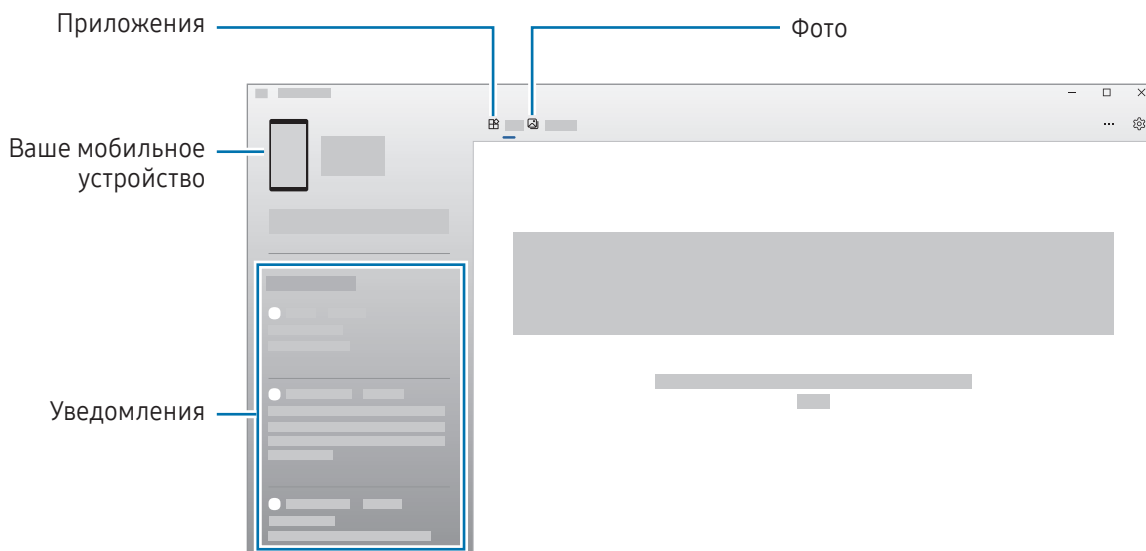 Приложения
Фото
Ваше мобильное
устройство
Уведомления